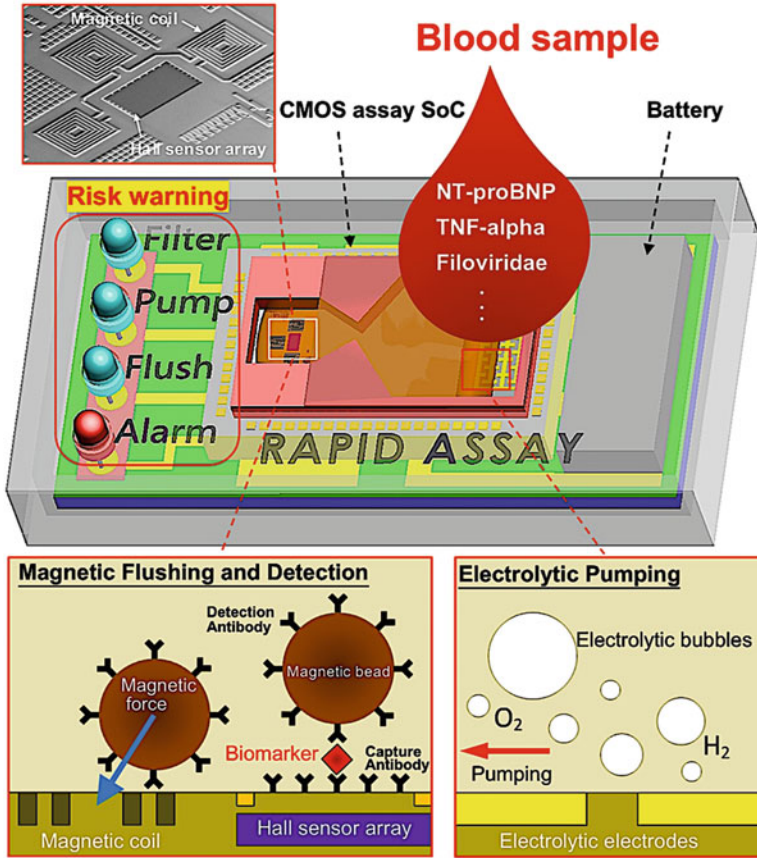 Magnetic coil
Hall sensor array
Blood sample
CMOS assay SoC
Battery
NT-proBNP
TNF-alpha
Filoviridae
Risk warning
Filter
Pump
Flush
Alarm
RAPID ASSAY
Magnetic Flushing and Detection
Detection
Antibody
Magnetic
force
Magnetic bead
Biomarker
Capture
Antibody
Magnetic coil
Hall sensor array
Electrolytic Pumping
Electrolytic bubbles
O₂
H₂
Pumping
Electrolytic electrodes